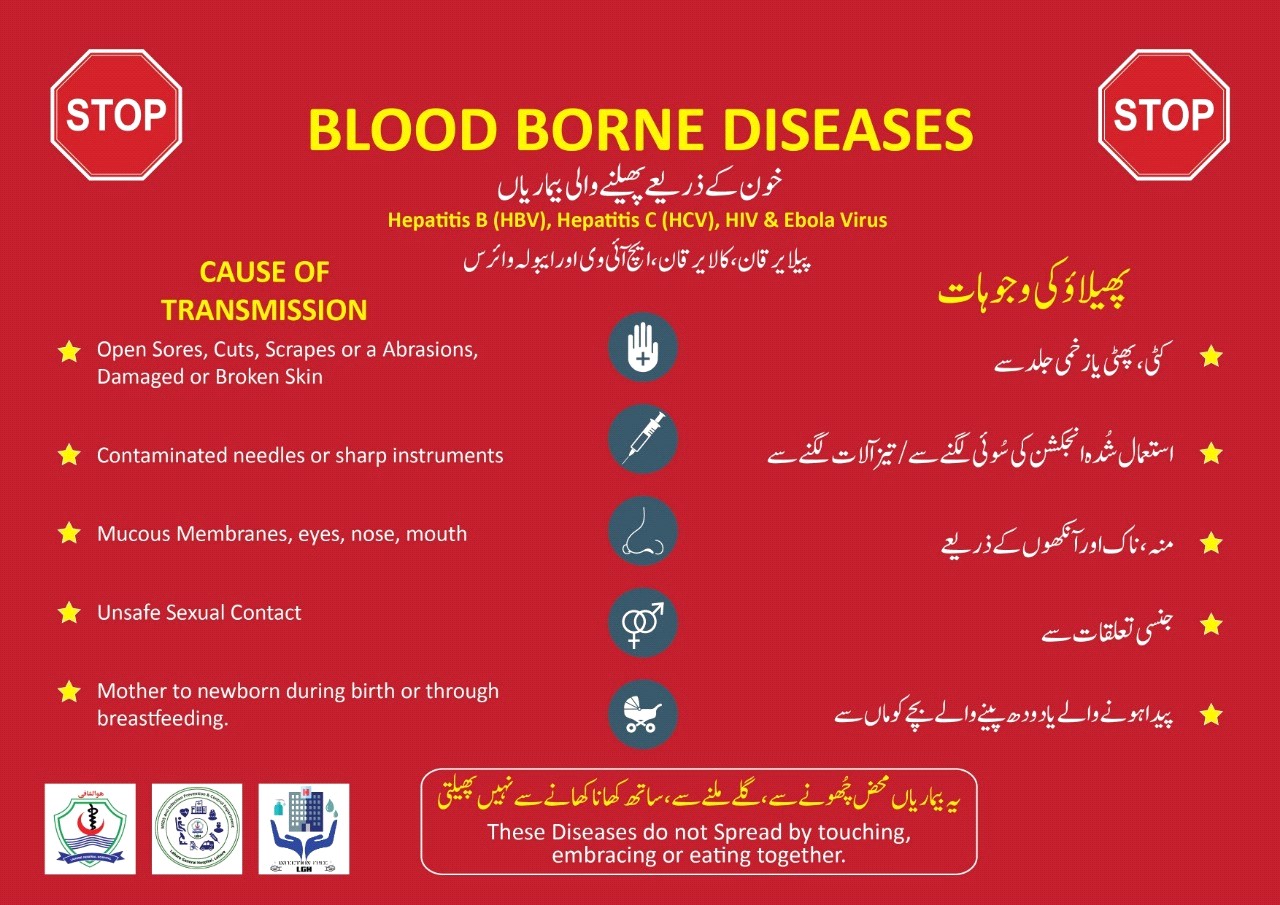 STOP
STOP
BLOOD BORNE DISEASES
خون کے ذریعے پھیلنے والی بیماریاں
Hepatitis B (HBV), Hepatitis C (HCV), HIV & Ebola Virus
پیلا یرقان، کالا یرقان، ایچ آئی وی اور ایبولہ وائرس
CAUSE OF
TRANSMISSION
Open Sores, Cuts, Scrapes or a Abrasions,
Damaged or Broken Skin
Contaminated needles or sharp instruments
Mucous Membranes, eyes, nose, mouth
Unsafe Sexual Contact
Mother to newborn during birth or through
breastfeeding.
پھیلاؤ کی وجوہات
کٹی، پھٹی یا زخمی جلد سے
استعمال شُدہ انجکشن کی سُوئی لگنے سے / تیز آلات لگنے سے
منہ، ناک اور آنکھوں کے ذریعے
جنسی تعلقات سے
پیدا ہونے والے یا دودھ پینے والے بچے کو ماں سے
یہ بیماریاں محض چُھونے سے، گلے ملنے سے، ساتھ کھانا کھانے سے نہیں پھیلتی
These Diseases do not Spread by touching,
embracing or eating together.
ھوالشافی
Lahore General Hospital, Lahore
LGH
INFECTION FREE
LGH